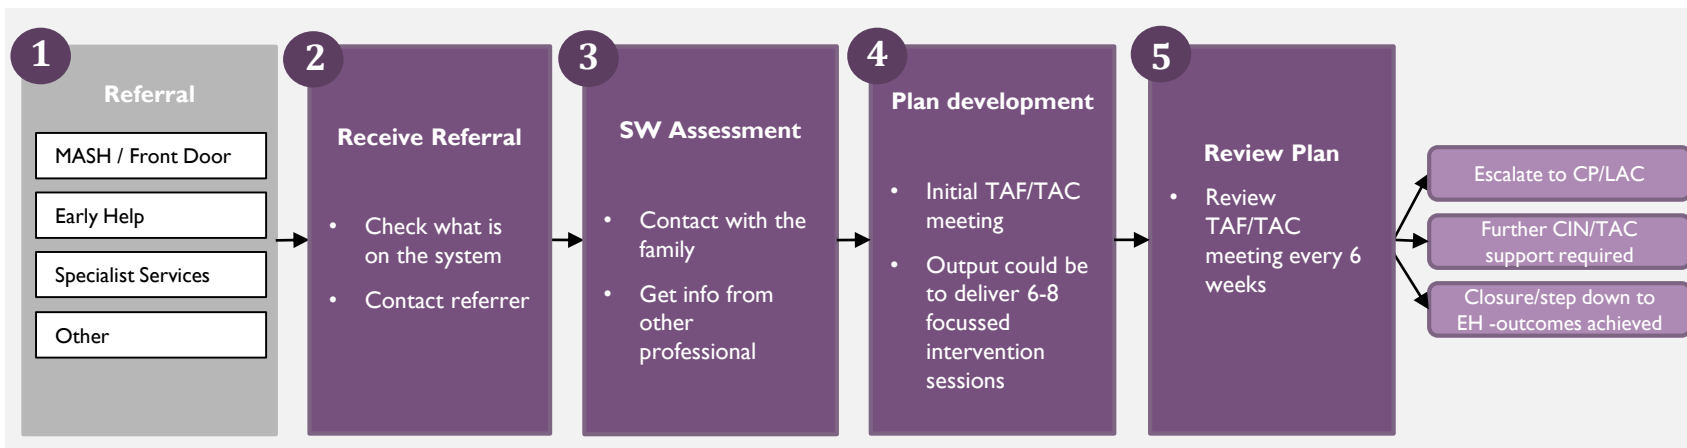 1
Referral
MASH / Front Door
Early Help
Specialist Services
Other
2
Receive Referral
• Check what is
on the system
• Contact referrer
3
SW Assessment
• Contact with the
family
• Get info from
other
professional
4
Plan development
• Initial TAF/TAC
meeting
• Output could be
to deliver 6-8
focussed
intervention
sessions
5
Review Plan
• Review
TAF/TAC
meeting every 6
weeks
Escalate to CP/LAC
Further CIN/TAC
support required
Closure/step down to
EH -outcomes achieved